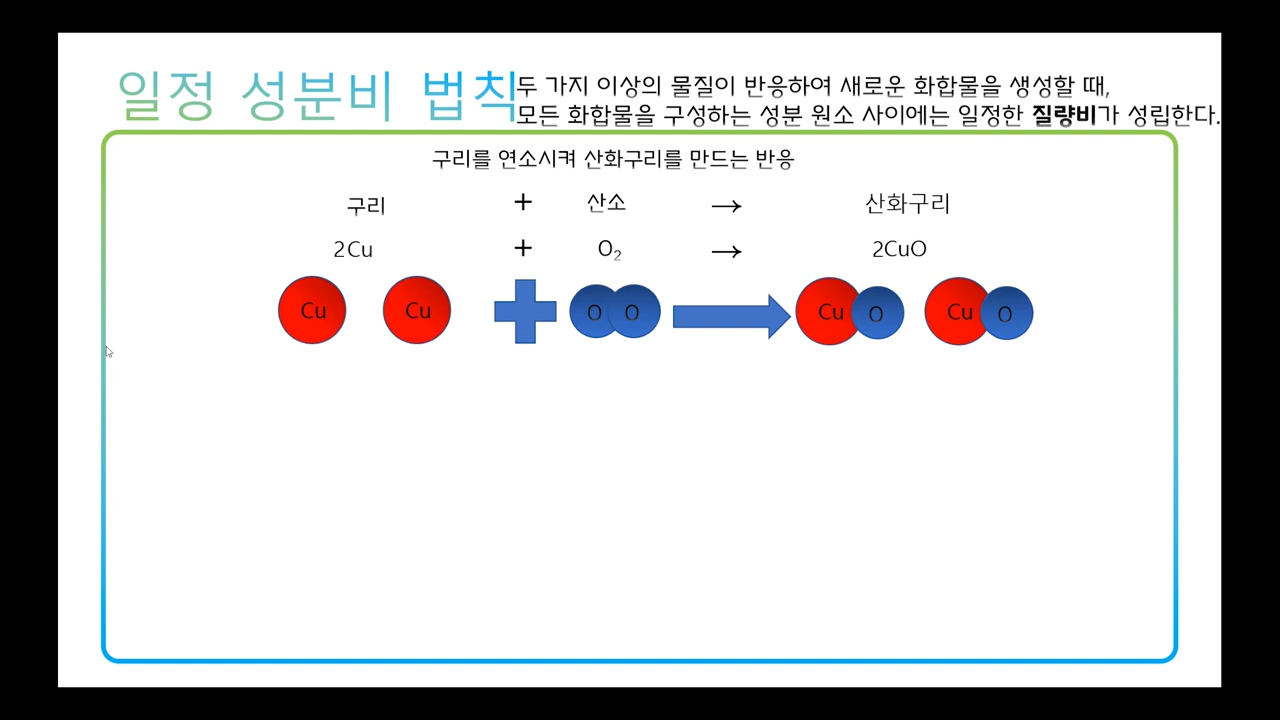 일정 성분비 법칙
두 가지 이상의 물질이 반응하여 새로운 화합물을 생성할 때,
모든 화합물을 구성하는 성분 원소 사이에는 일정한 질량비가 성립한다.
구리를 연소시켜 산화구리를 만드는 반응
구리 + 산소 → 산화구리
2Cu + O₂ → 2CuO
Cu Cu O O Cu O Cu O